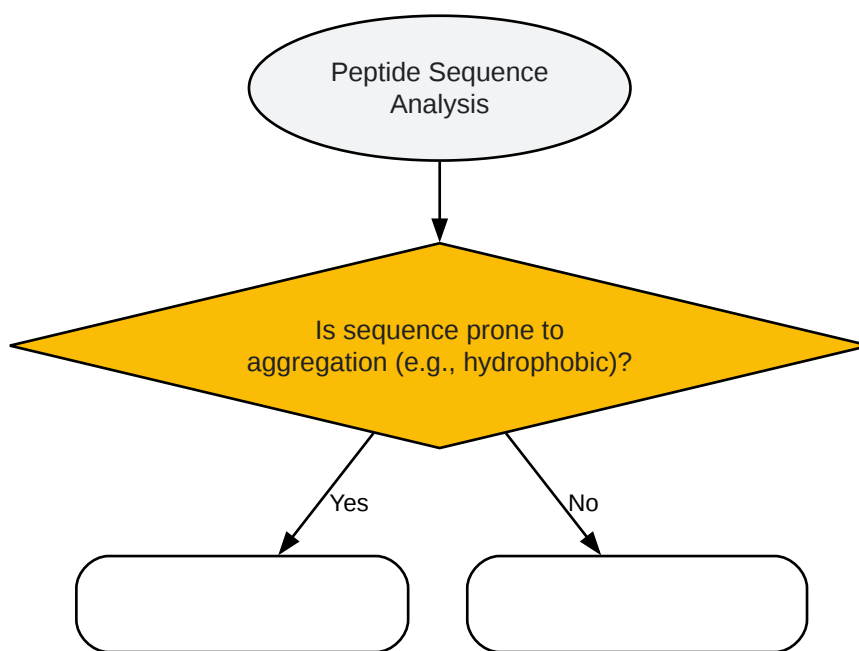 Peptide Sequence
Analysis
Is sequence prone to
aggregation (e.g., hydrophobic)?
Yes
No